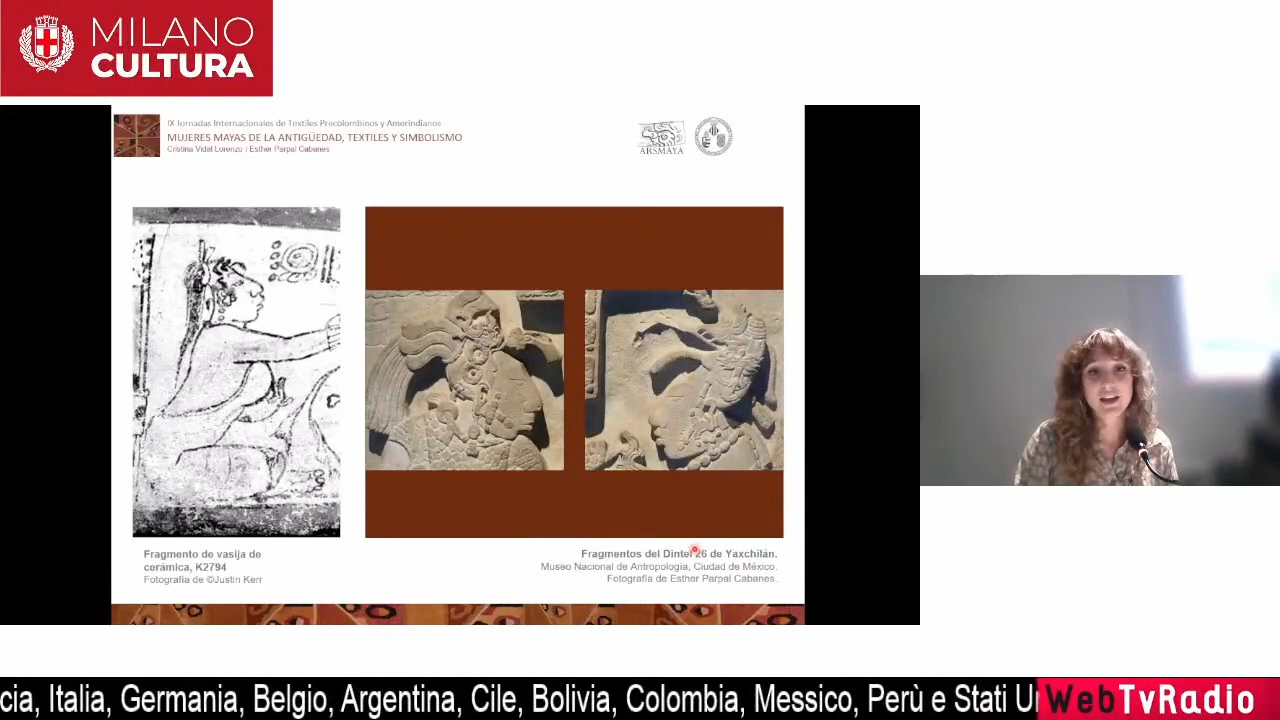 MILANO
CULTURA
IX Jornadas Internacionales de Textiles Precolombinos y Amerindianos
MUJERES MAYAS DE LA ANTIGÜEDAD, TEXTILES Y SIMBOLISMO
Cristina Vidal Lorenzo | Esther Parpal Cabanes
ARSMAYA
Fragmento de vasija de
cerámica, K2794
Fotografía de ©Justin Kerr
Fragmentos del Dintel 26 de Yaxchilán.
Museo Nacional de Antropología, Ciudad de México.
Fotografía de Esther Parpal Cabanes.
cia, Italia, Germania, Belgio, Argentina, Cile, Bolivia, Colombia, Messico, Perù e Stati U
WebTvRadio